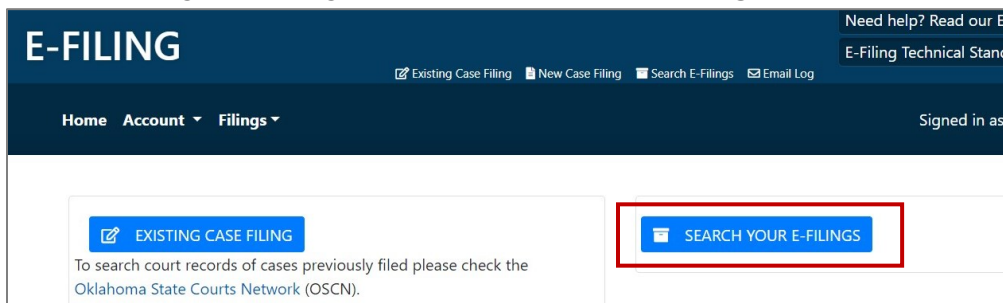 Need help? Read our E
E-FILING
E-Filing Technical Stand
Existing Case Filing New Case Filing Search E-Filings Email Log
Home Account Filings Signed in as
EXISTING CASE FILING
SEARCH YOUR E-FILINGS
To search court records of cases previously filed please check the
Oklahoma State Courts Network (OSCN).